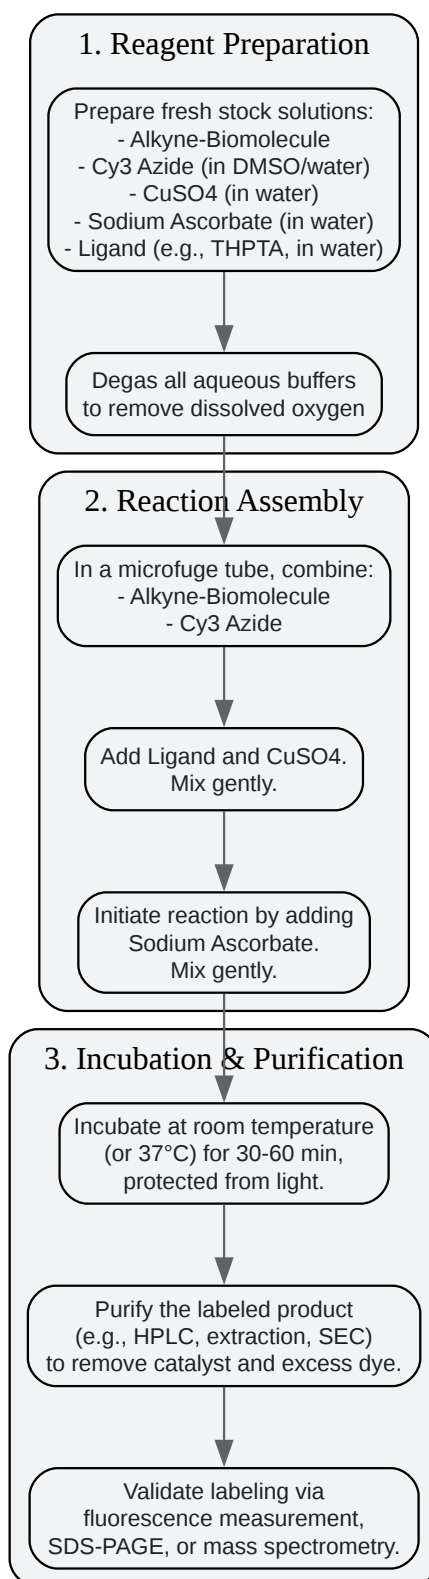 1. Reagent Preparation
Prepare fresh stock solutions:
- Alkyne-Biomolecule
- Cy3 Azide (in DMSO/water)
- CuSO4 (in water)
- Sodium Ascorbate (in water)
- Ligand (e.g., THPTA, in water)
Degas all aqueous buffers
to remove dissolved oxygen
2. Reaction Assembly
In a microfuge tube, combine:
- Alkyne-Biomolecule
- Cy3 Azide
Add Ligand and CuSO4.
Mix gently.
Initiate reaction by adding
Sodium Ascorbate.
Mix gently.
3. Incubation & Purification
Incubate at room temperature
(or 37°C) for 30-60 min,
protected from light.
Purify the labeled product
(e.g., HPLC, extraction, SEC)
to remove catalyst and excess dye.
Validate labeling via
fluorescence measurement,
SDS-PAGE, or mass spectrometry.